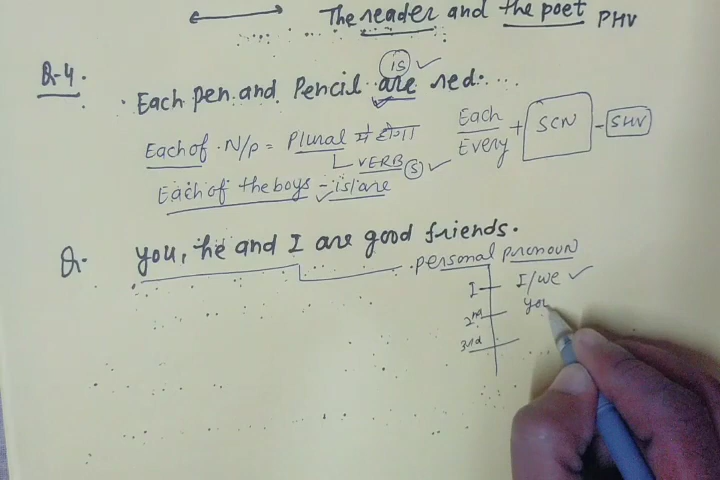 The reader and the poet PHV
Q-4.
is ✓
Each pen and Pencil are red.
Each of N/P = Plural में होगा
VERB (S) ✓
Each of the boys - is/are
Each
Every + SCN - SHV
Q. you, he and I are good friends.
personal pronoun
I I/we ✓
2nd you
3rd